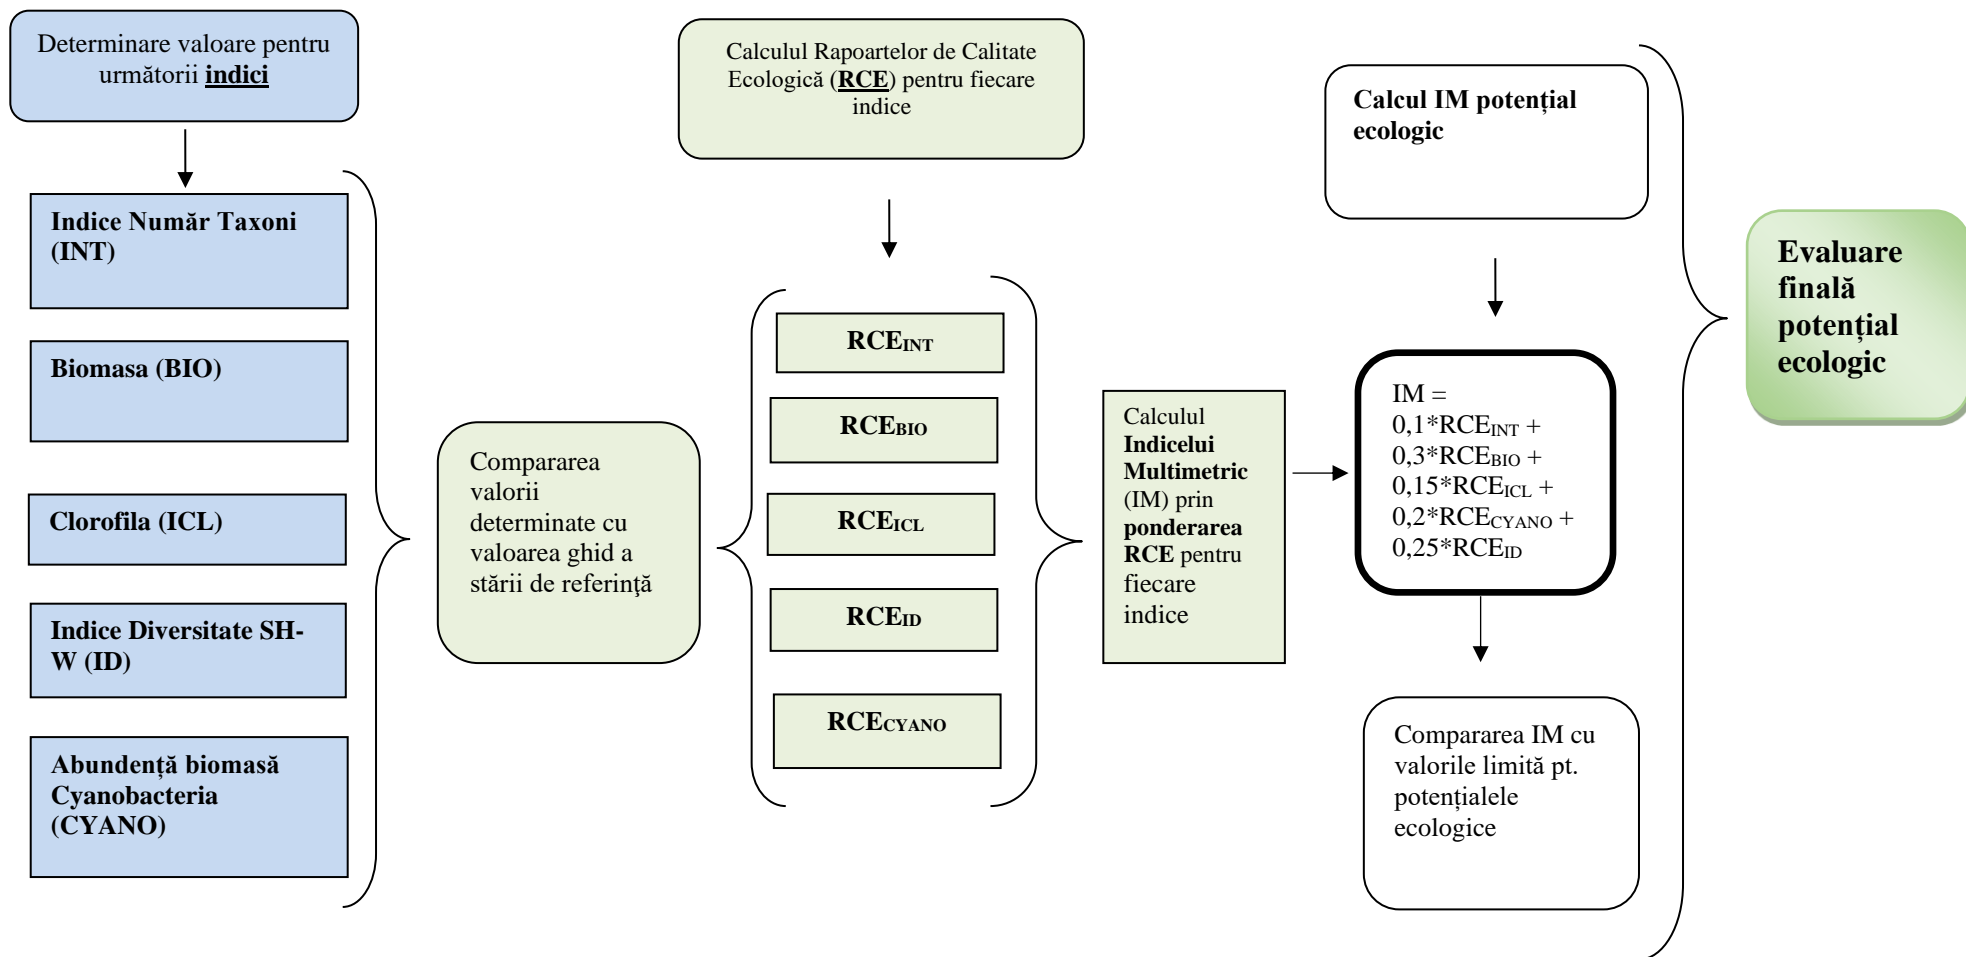 Determinare valoare pentru
următorii indici
Indice Număr Taxoni
(INT)
Biomasa (BIO)
Clorofila (ICL)
Indice Diversitate SH-
W (ID)
Abundență biomasă
Cyanobacteria
(CYANO)
Compararea
valorii
determinate cu
valoarea ghid a
stării de referinţă
Calculul Rapoartelor de Calitate
Ecologică (RCE) pentru fiecare
indice
RCEINT
RCEBIO
RCEICL
RCEID
RCECYANO
Calculul
Indicelui
Multimetric
(IM) prin
ponderarea
RCE pentru
fiecare
indice
Calcul IM potențial
ecologic
IM =
0,1*RCEINT +
0,3*RCEBIO +
0,15*RCEICL +
0,2*RCECYANO +
0,25*RCEID
Compararea IM cu
valorile limită pt.
potențialele
ecologice
Evaluare
finală
potențial
ecologic